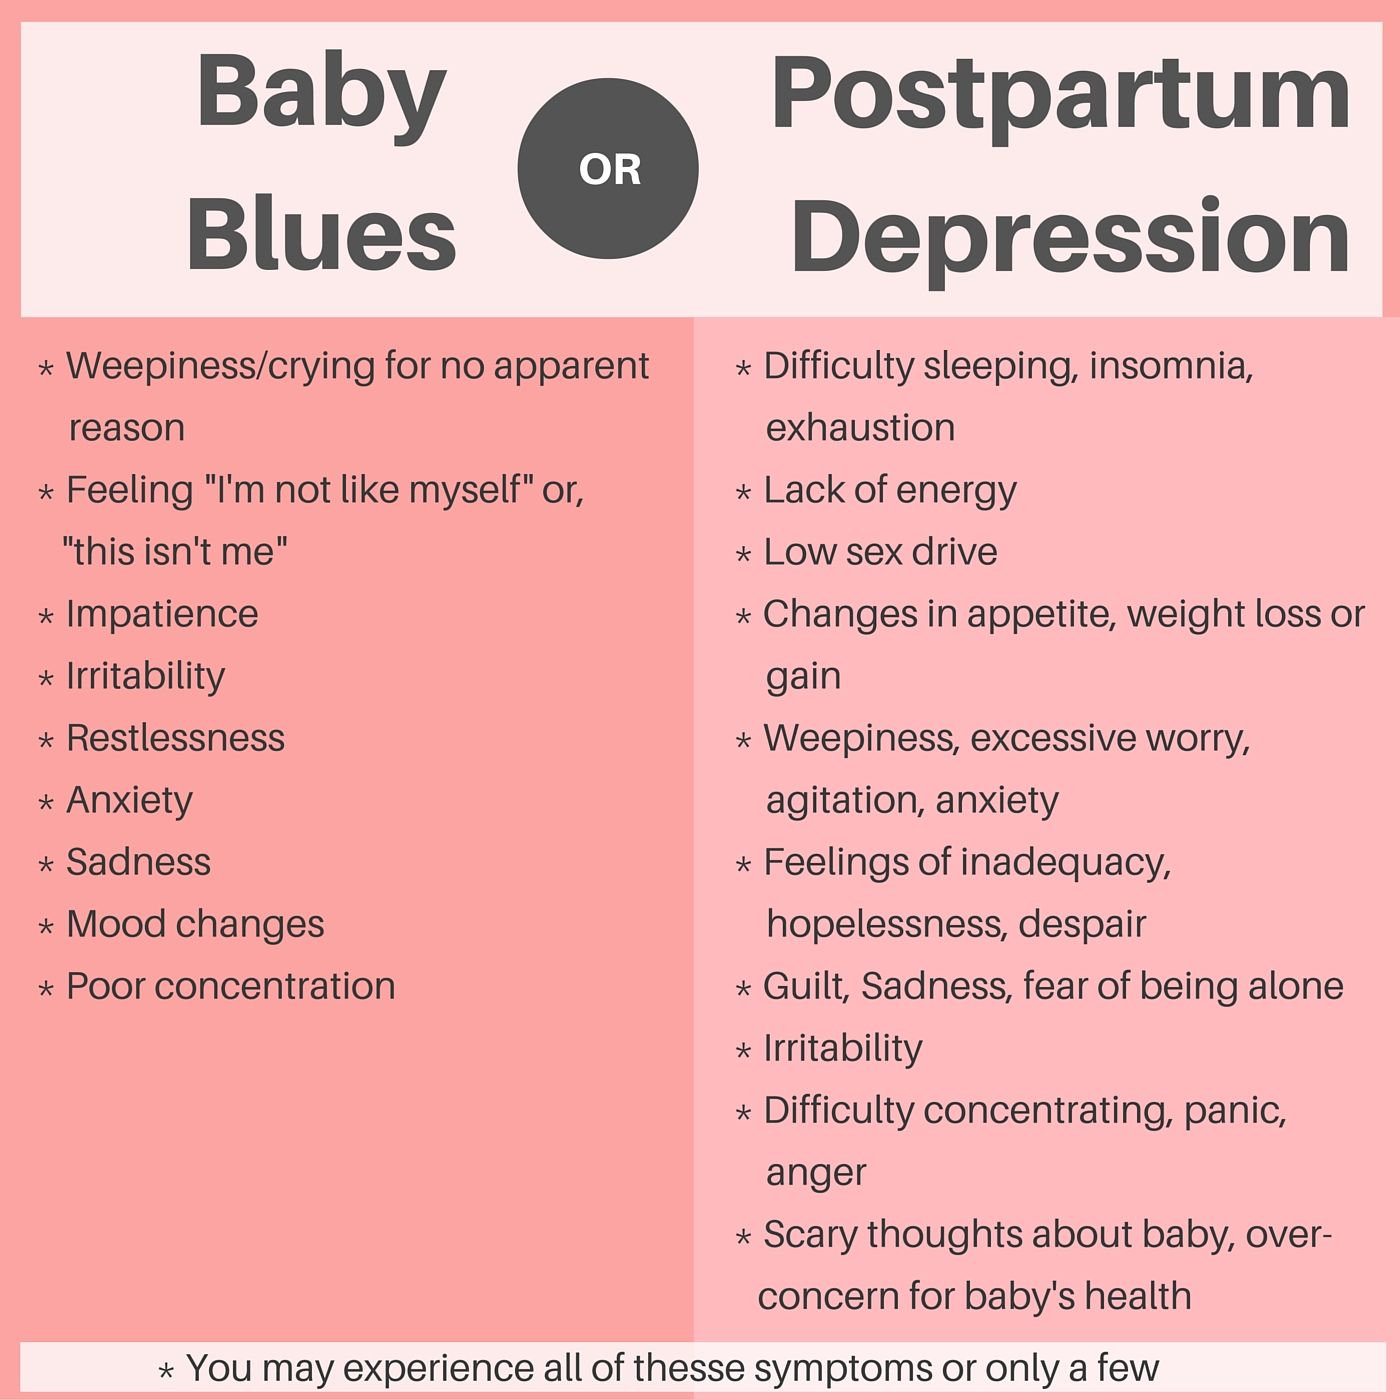 Baby
Blues
OR
Postpartum
Depression
* Weepiness/crying for no apparent
reason
* Feeling "I'm not like myself" or,
"this isn't me"
* Impatience
* Irritability
* Restlessness
* Anxiety
* Sadness
* Mood changes
* Poor concentration
* Difficulty sleeping, insomnia,
exhaustion
* Lack of energy
* Low sex drive
* Changes in appetite, weight loss or
gain
* Weepiness, excessive worry,
agitation, anxiety
* Feelings of inadequacy,
hopelessness, despair
* Guilt, Sadness, fear of being alone
* Irritability
* Difficulty concentrating, panic,
anger
* Scary thoughts about baby, over-
concern for baby's health
* You may experience all of thesse symptoms or only a few